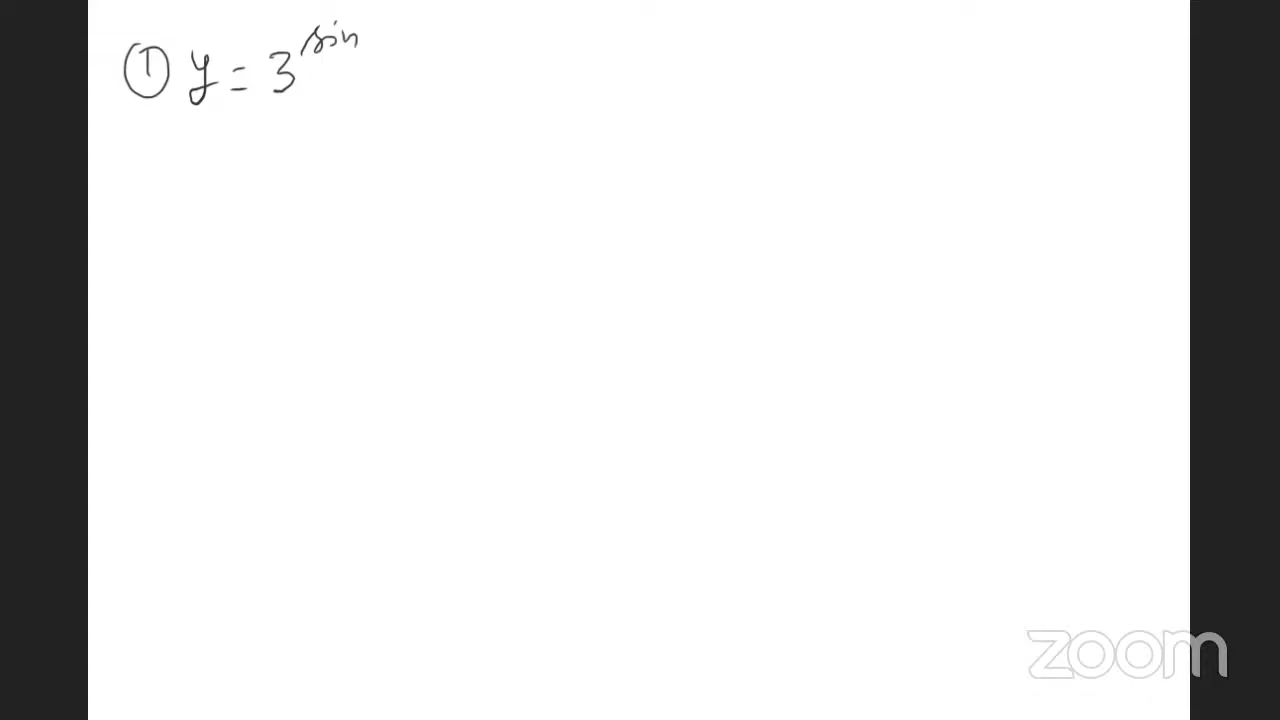 ① y = 3^sin
zoom